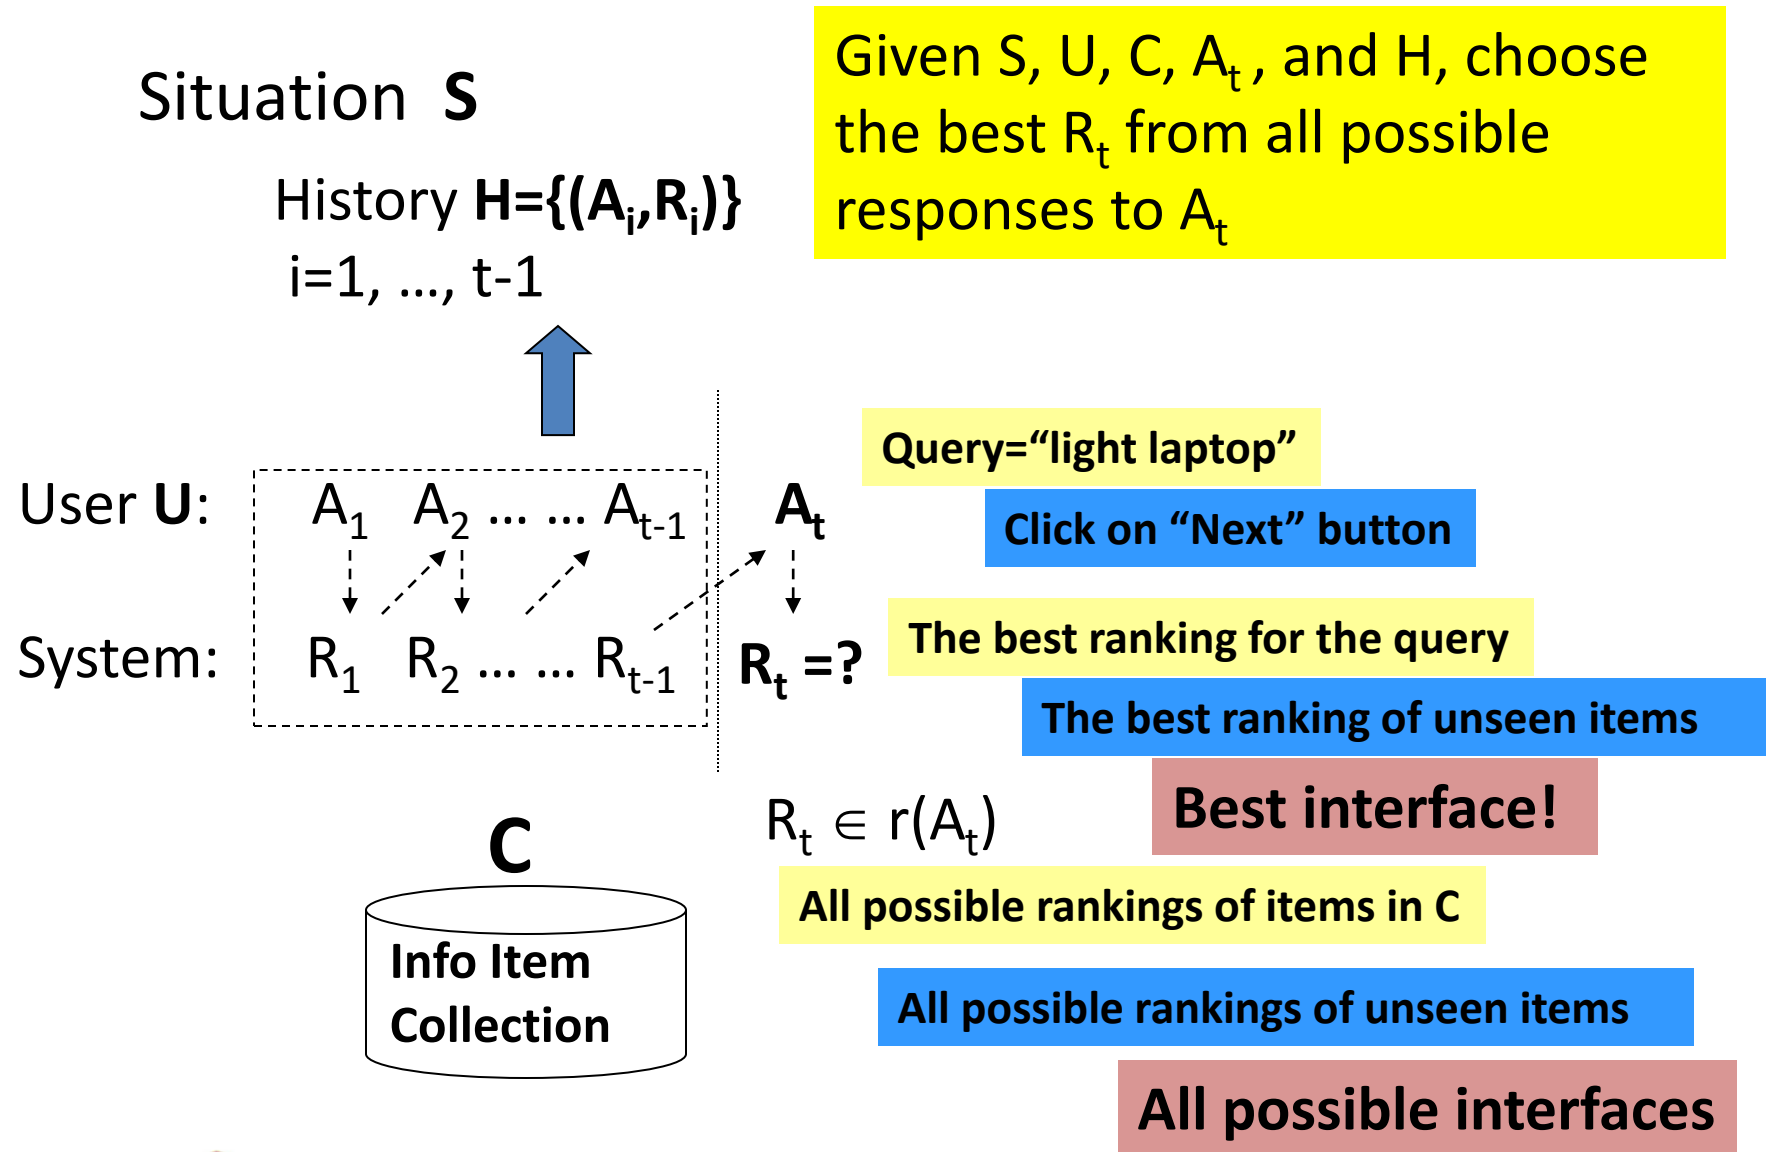 Situation S
Given S, U, C, Aₜ , and H, choose
the best Rₜ from all possible
responses to Aₜ
History H={(Aᵢ,Rᵢ)}
i=1, …, t-1
Query=“light laptop”
User U: A₁ A₂ … … Aₜ₋₁ Aₜ
Click on “Next” button
The best ranking for the query
System: R₁ R₂ … … Rₜ₋₁ Rₜ =?
The best ranking of unseen items
Best interface!
Rₜ ∈ r(Aₜ)
C
All possible rankings of items in C
Info Item
Collection
All possible rankings of unseen items
All possible interfaces